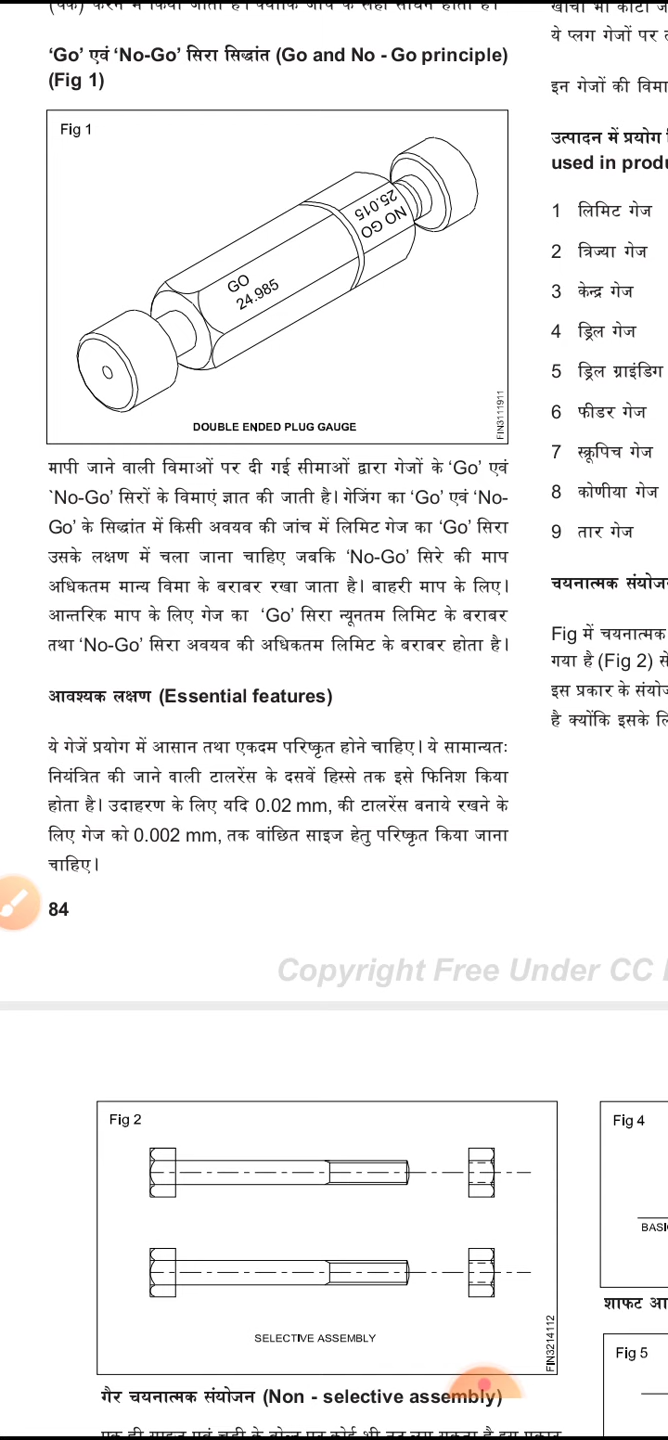 ‘Go’ एवं ‘No-Go’ सिरा सिद्धांत (Go and No - Go principle)
(Fig 1)
Fig 1
NO GO
25.015
GO
24.985
DOUBLE ENDED PLUG GAUGE
FIN3111911
मापी जाने वाली विमाओं पर दी गई सीमाओं द्वारा गेजों के ‘Go’ एवं
`No-Go’ सिरों के विमाएं ज्ञात की जाती है। गेजिंग का ‘Go’ एवं ‘No-
Go’ के सिद्धांत में किसी अवयव की जांच में लिमिट गेज का ‘Go’ सिरा
उसके लक्षण में चला जाना चाहिए जबकि ‘No-Go’ सिरे की माप
अधिकतम मान्य विमा के बराबर रखा जाता है। बाहरी माप के लिए।
आन्तरिक माप के लिए गेज का ‘Go’ सिरा न्यूनतम लिमिट के बराबर
तथा ‘No-Go’ सिरा अवयव की अधिकतम लिमिट के बराबर होता है।
आवश्यक लक्षण (Essential features)
ये गेजें प्रयोग में आसान तथा एकदम परिष्कृत होने चाहिए। ये सामान्यतः
नियंत्रित की जाने वाली टालरेंस के दसवें हिस्से तक इसे फिनिश किया
होता है। उदाहरण के लिए यदि 0.02 mm, की टालरेंस बनाये रखने के
लिए गेज को 0.002 mm, तक वांछित साइज हेतु परिष्कृत किया जाना
चाहिए।
84
ये प्लग गेजों पर
इन गेजों की विमा
उत्पादन में प्रयोग
used in produ
1 लिमिट गेज
2 त्रिज्या गेज
3 केन्द्र गेज
4 ड्रिल गेज
5 ड्रिल ग्राइंडिग
6 फीडर गेज
7 स्क्रूपिच गेज
8 कोणीया गेज
9 तार गेज
चयनात्मक संयोज
Fig में चयनात्मक
गया है (Fig 2) से
इस प्रकार के संयोज
है क्योंकि इसके लि
Copyright Free Under CC
Fig 2
SELECTIVE ASSEMBLY
FIN3214112
गैर चयनात्मक संयोजन (Non - selective assembly)
Fig 4
BASI
शाफट आ
Fig 5